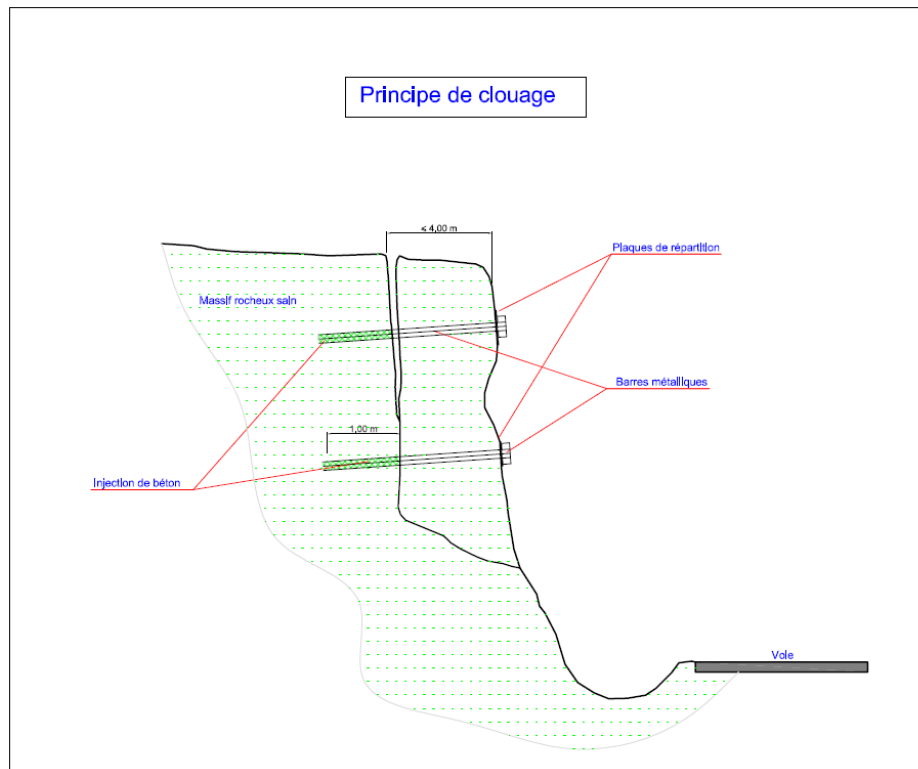 Principe de clouage
≤ 4,00 m
Plaques de répartition
Massif rocheux sain
Barres métalliques
1,00 m
Injection de béton
Voie